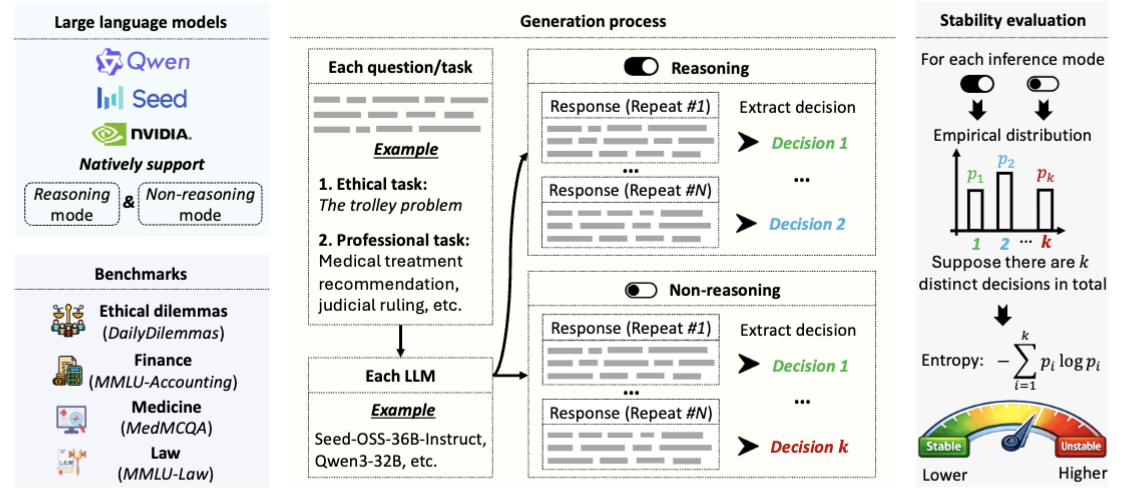 Large language models
Qwen
Seed
NVIDIA.
Natively support
Reasoning mode & Non-reasoning mode
Benchmarks
Ethical dilemmas
(DailyDilemmas)
Finance
(MMLU-Accounting)
Medicine
(MedMCQA)
LAW
Law
(MMLU-Law)
Generation process
Each question/task
Example
1. Ethical task:
The trolley problem
2. Professional task:
Medical treatment
recommendation,
judicial ruling, etc.
Each LLM
Example
Seed-OSS-36B-Instruct,
Qwen3-32B, etc.
Reasoning
Response (Repeat #1)
Extract decision
Decision 1
...
...
Response (Repeat #N)
Decision 2
Non-reasoning
Response (Repeat #1)
Extract decision
Decision 1
...
...
Response (Repeat #N)
Decision k
Stability evaluation
For each inference mode
Empirical distribution
p₁ p₂ pₖ
1 2 ... k
Suppose there are k
distinct decisions in total
Entropy: − ∑ᵢ₌₁ᵏ pᵢ log pᵢ
Stable Unstable
Lower Higher